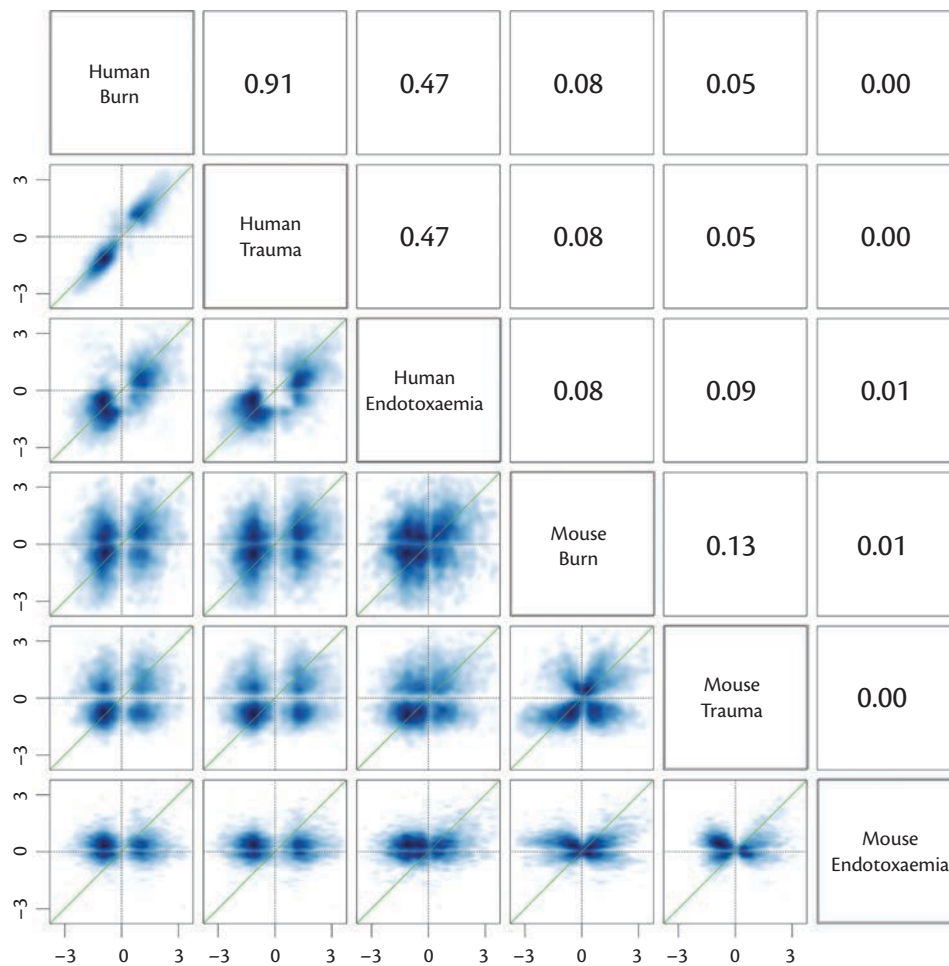 Human
Burn
0.91
0.47
0.08
0.05
0.00
3
0
−3
Human
Trauma
0.47
0.08
0.05
0.00
3
0
−3
Human
Endotoxaemia
0.08
0.09
0.01
3
0
−3
Mouse
Burn
0.13
0.01
3
0
−3
Mouse
Trauma
0.00
3
0
−3
Mouse
Endotoxaemia
−3 0 3
−3 0 3
−3 0 3
−3 0 3
−3 0 3